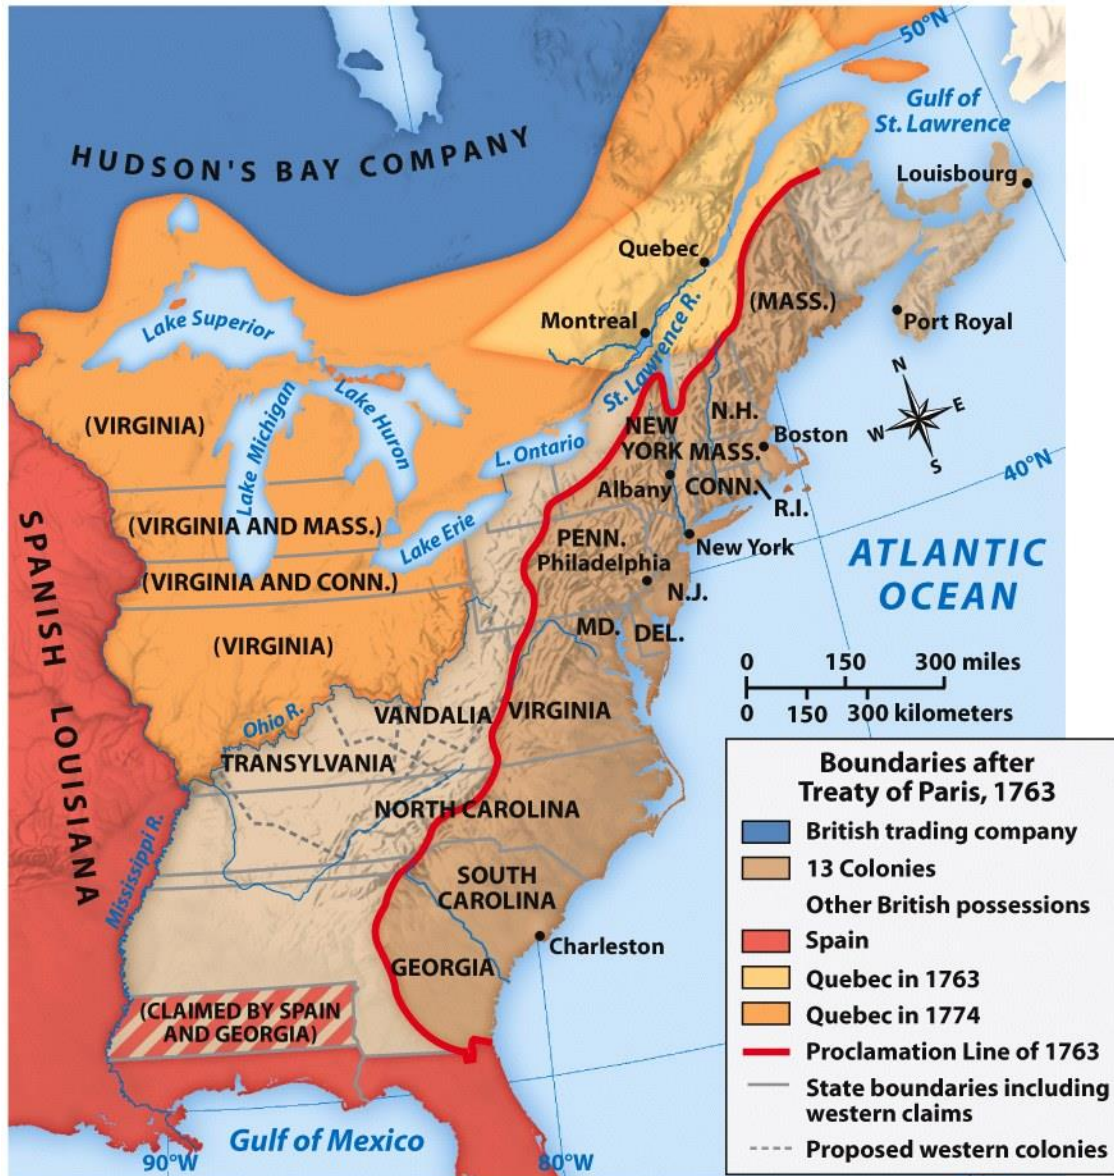 50°N
Gulf of
St. Lawrence
HUDSON'S BAY COMPANY
Louisbourg
Quebec
(MASS.)
Lake Superior
Montreal
St. Lawrence R.
Port Royal
N
E
W
S
Lake Michigan
Lake Huron
(VIRGINIA)
N.H.
NEW
YORK
MASS.
Boston
L. Ontario
40°N
Albany
CONN.
R.I.
(VIRGINIA AND MASS.)
Lake Erie
PENN.
New York
Philadelphia
ATLANTIC
OCEAN
(VIRGINIA AND CONN.)
N.J.
SPANISH LOUISIANA
MD.
DEL.
(VIRGINIA)
0 150 300 miles
0 150 300 kilometers
Ohio R.
VANDALIA
VIRGINIA
TRANSYLVANIA
NORTH CAROLINA
Mississippi R.
SOUTH
CAROLINA
Charleston
GEORGIA
(CLAIMED BY SPAIN
AND GEORGIA)
Gulf of Mexico
90°W
80°W
Boundaries after
Treaty of Paris, 1763
British trading company
13 Colonies
Other British possessions
Spain
Quebec in 1763
Quebec in 1774
Proclamation Line of 1763
State boundaries including
western claims
Proposed western colonies